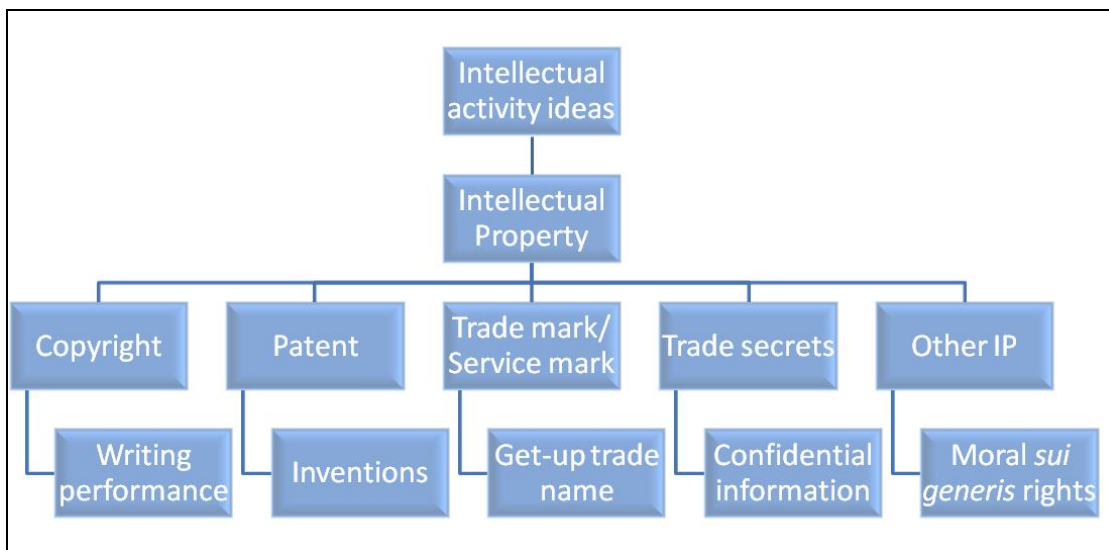 Intellectual
activity ideas
Intellectual
Property
Copyright
Patent
Trade mark/
Service mark
Trade secrets
Other IP
Writing
performance
Inventions
Get-up trade
name
Confidential
information
Moral sui
generis rights